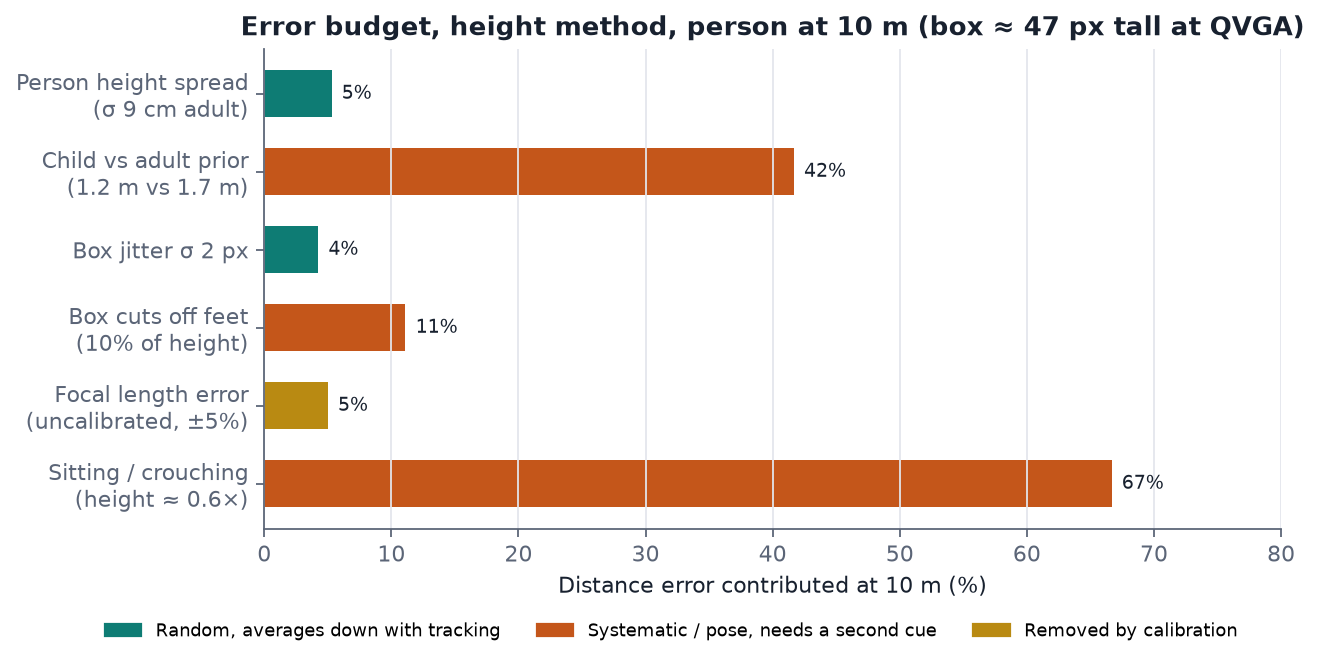 Error budget, height method, person at 10 m (box ≈ 47 px tall at QVGA)
Person height spread
(σ 9 cm adult)
5%
Child vs adult prior
(1.2 m vs 1.7 m)
42%
Box jitter σ 2 px
4%
Box cuts off feet
(10% of height)
11%
Focal length error
(uncalibrated, ±5%)
5%
Sitting / crouching
(height ≈ 0.6×)
67%
0 10 20 30 40 50 60 70 80
Distance error contributed at 10 m (%)
Random, averages down with tracking
Systematic / pose, needs a second cue
Removed by calibration